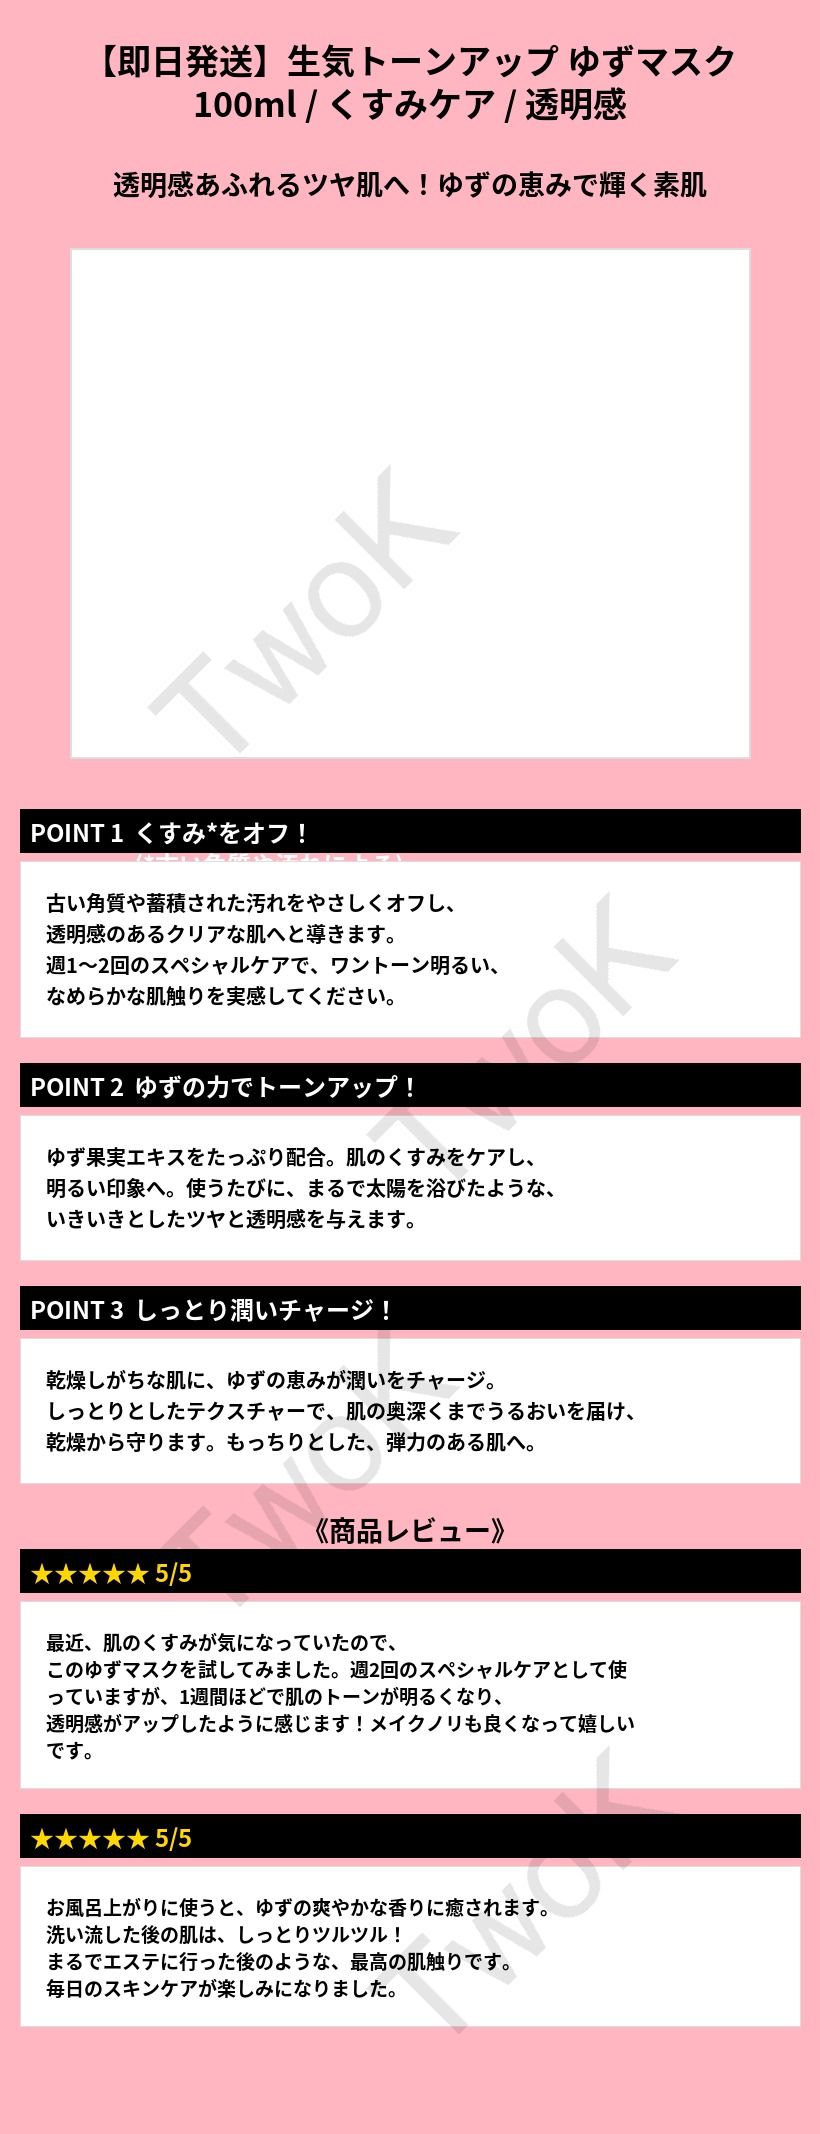 【即日発送】生気トーンアップ ゆずマスク
100ml / くすみケア / 透明感
透明感あふれるツヤ肌へ！ゆずの恵みで輝く素肌
TwoK
POINT 1 くすみ*をオフ！
(*古い角質や汚れによる)
古い角質や蓄積された汚れをやさしくオフし、
透明感のあるクリアな肌へと導きます。
週1～2回のスペシャルケアで、ワントーン明るい、
なめらかな肌触りを実感してください。
TwoK
POINT 2 ゆずの力でトーンアップ！
ゆず果実エキスをたっぷり配合。肌のくすみをケアし、
明るい印象へ。使うたびに、まるで太陽を浴びたような、
いきいきとしたツヤと透明感を与えます。
POINT 3 しっとり潤いチャージ！
乾燥しがちな肌に、ゆずの恵みが潤いをチャージ。
しっとりとしたテクスチャーで、肌の奥深くまでうるおいを届け、
乾燥から守ります。もっちりとした、弾力のある肌へ。
TwoK
《商品レビュー》
★★★★★ 5/5
最近、肌のくすみが気になっていたので、
このゆずマスクを試してみました。週2回のスペシャルケアとして使
っていますが、1週間ほどで肌のトーンが明るくなり、
透明感がアップしたように感じます！メイクノリも良くなって嬉しい
です。
★★★★★ 5/5
お風呂上がりに使うと、ゆずの爽やかな香りに癒されます。
洗い流した後の肌は、しっとりツルツル！
まるでエステに行った後のような、最高の肌触りです。
毎日のスキンケアが楽しみになりました。
TwoK